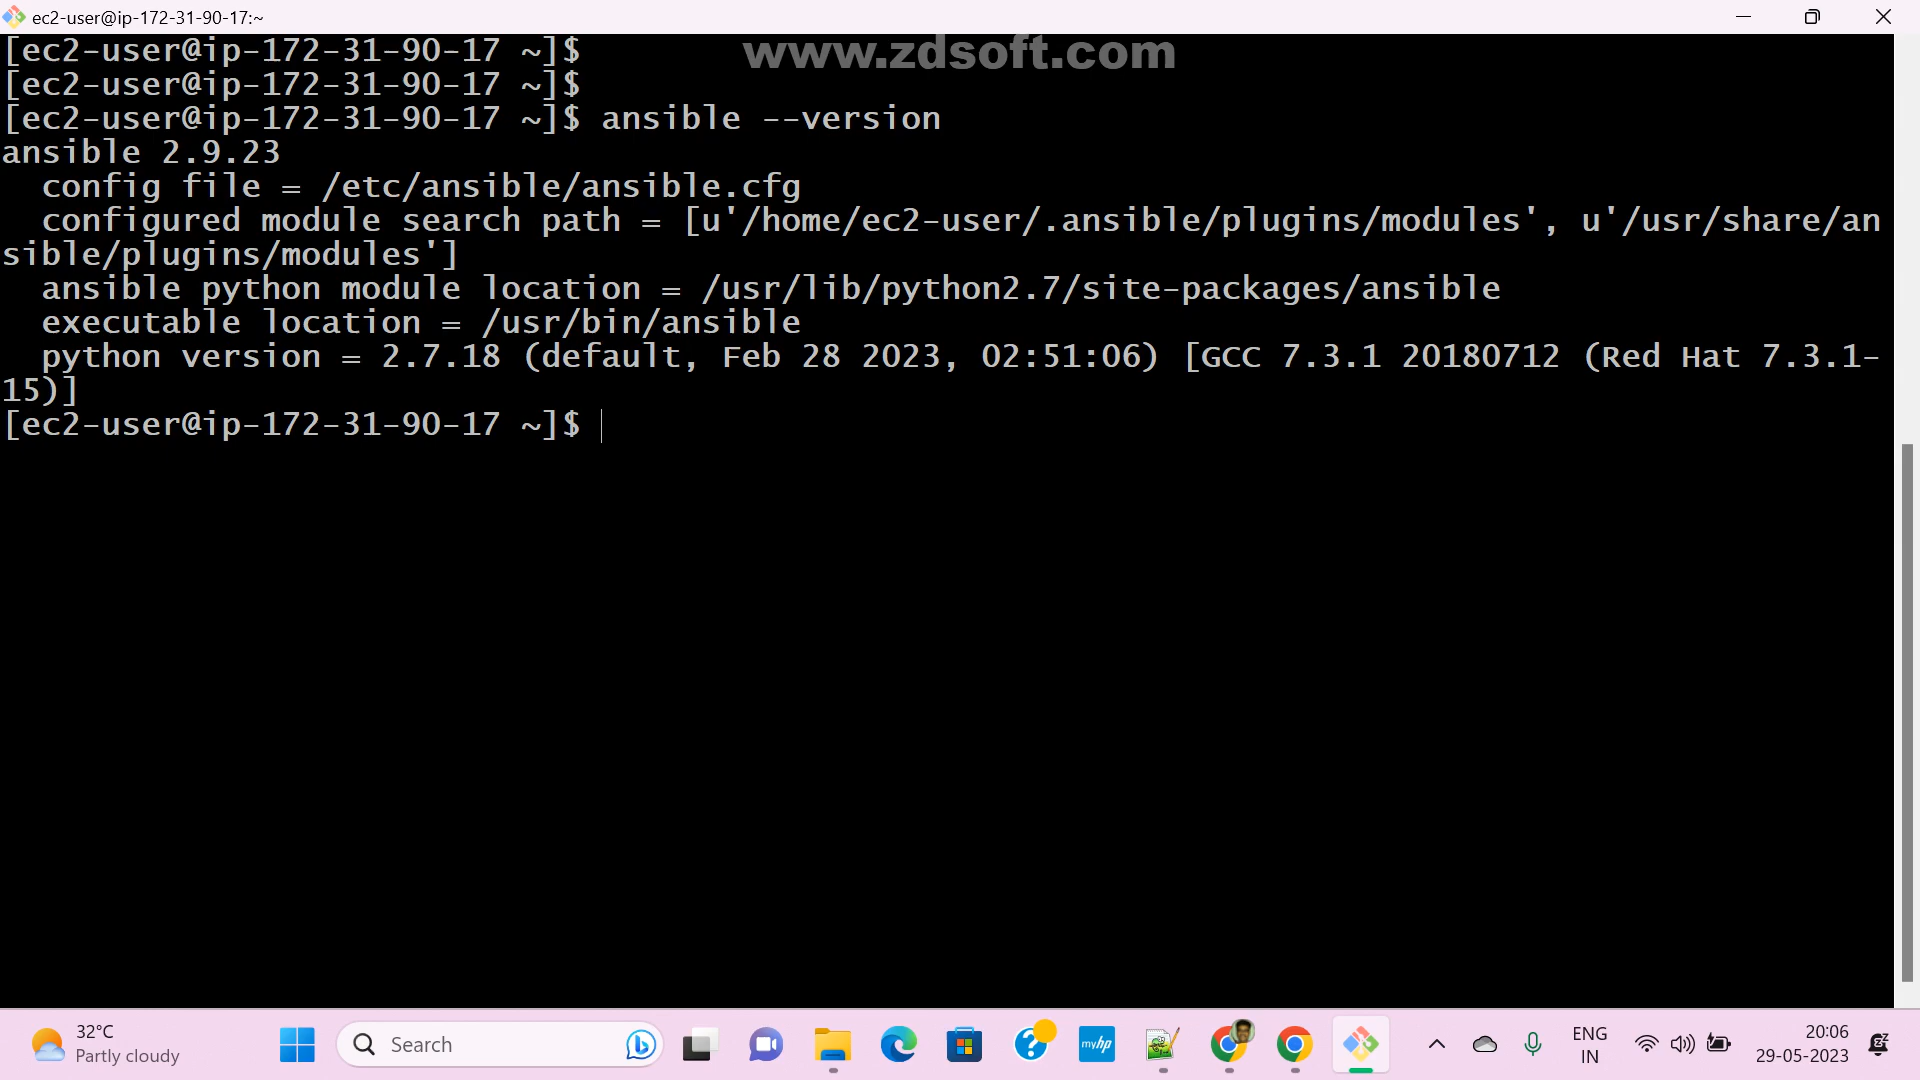 ec2-user@ip-172-31-90-17:~
[ec2-user@ip-172-31-90-17 ~]$
www.zdsoft.com
[ec2-user@ip-172-31-90-17 ~]$
[ec2-user@ip-172-31-90-17 ~]$ ansible --version
ansible 2.9.23
  config file = /etc/ansible/ansible.cfg
  configured module search path = [u'/home/ec2-user/.ansible/plugins/modules', u'/usr/share/an
sible/plugins/modules']
  ansible python module location = /usr/lib/python2.7/site-packages/ansible
  executable location = /usr/bin/ansible
  python version = 2.7.18 (default, Feb 28 2023, 02:51:06) [GCC 7.3.1 20180712 (Red Hat 7.3.1-
15)]
[ec2-user@ip-172-31-90-17 ~]$
32°C
Partly cloudy
Search
myhp
ENG
IN
20:06
29-05-2023